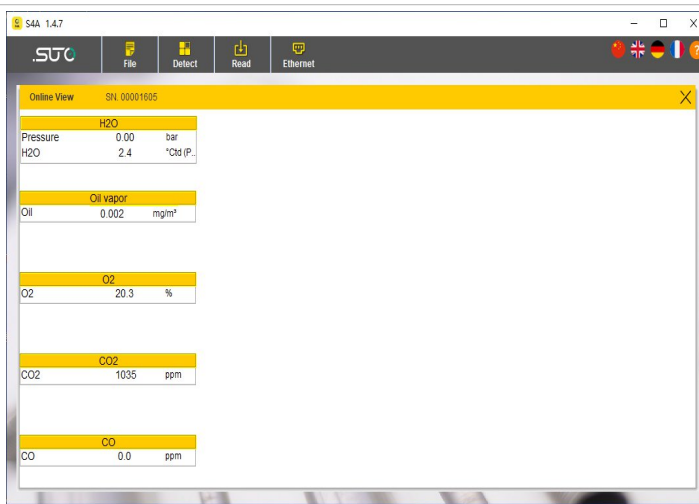 S4A 1.4.7
.SUTO File Detect Read Ethernet ?
Online View SN. 00001605 X
H2O
Pressure 0.00 bar
H2O 2.4 °Ctd (P..
Oil vapor
Oil 0.002 mg/m³
O2
O2 20.3 %
CO2
CO2 1035 ppm
CO
CO 0.0 ppm